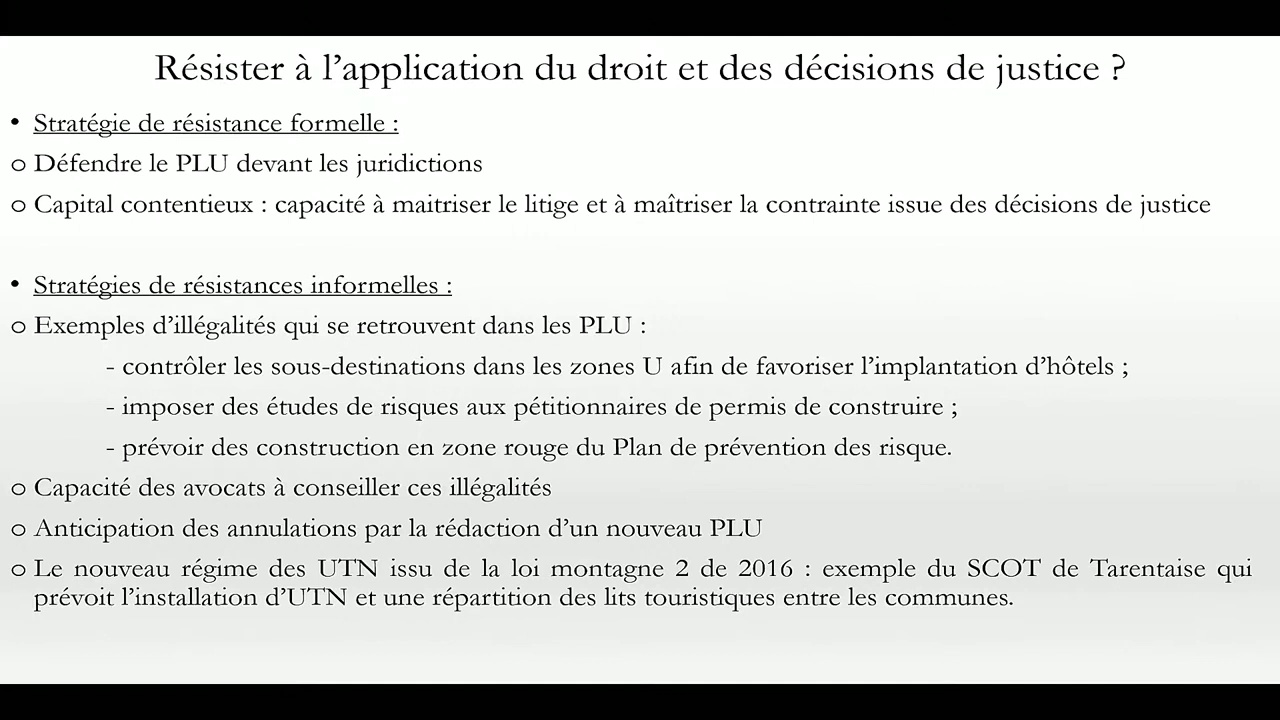 Résister à l'application du droit et des décisions de justice ?
• Stratégie de résistance formelle :
o Défendre le PLU devant les juridictions
o Capital contentieux : capacité à maitriser le litige et à maîtriser la contrainte issue des décisions de justice
• Stratégies de résistances informelles :
o Exemples d'illégalités qui se retrouvent dans les PLU :
- contrôler les sous-destinations dans les zones U afin de favoriser l'implantation d'hôtels ;
- imposer des études de risques aux pétitionnaires de permis de construire ;
- prévoir des construction en zone rouge du Plan de prévention des risque.
o Capacité des avocats à conseiller ces illégalités
o Anticipation des annulations par la rédaction d'un nouveau PLU
o Le nouveau régime des UTN issu de la loi montagne 2 de 2016 : exemple du SCOT de Tarentaise qui
prévoit l'installation d'UTN et une répartition des lits touristiques entre les communes.